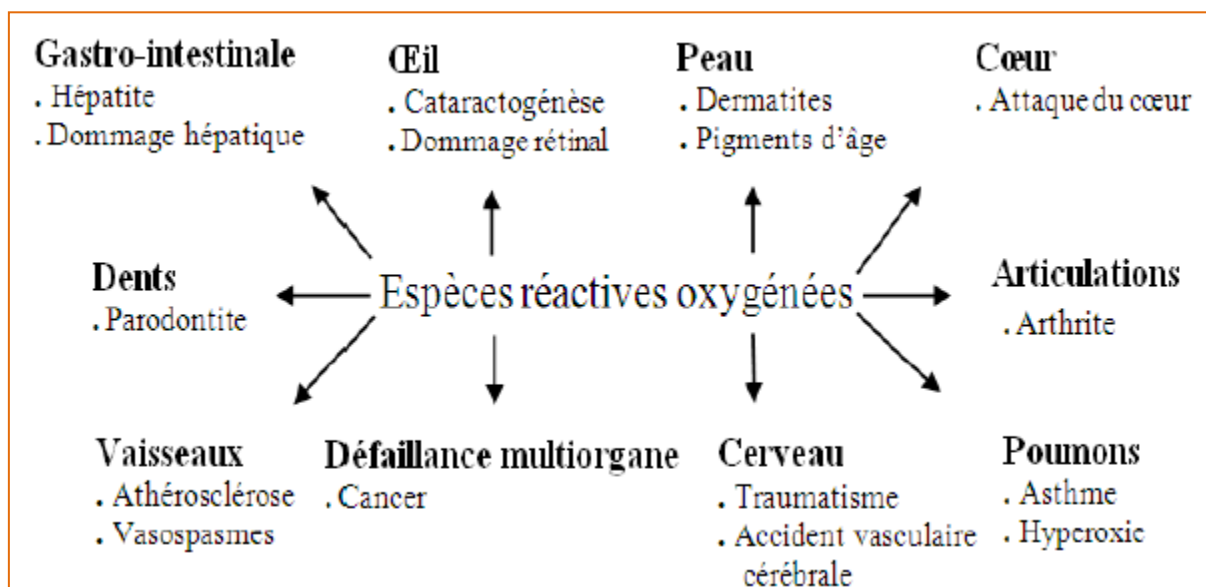 Gastro-intestinale
. Hépatite
. Dommage hépatique
Œil
. Cataractogénèse
. Dommage rétinal
Peau
. Dermatites
. Pigments d'âge
Cœur
. Attaque du cœur
Dents
. Parodontite
Espèces réactives oxygénées
Articulations
. Arthrite
Vaisseaux
. Athérosclérose
. Vasospasmes
Défaillance multiorgane
. Cancer
Cerveau
. Traumatisme
. Accident vasculaire
cérébrale
Poumons
. Asthme
. Hyperoxie